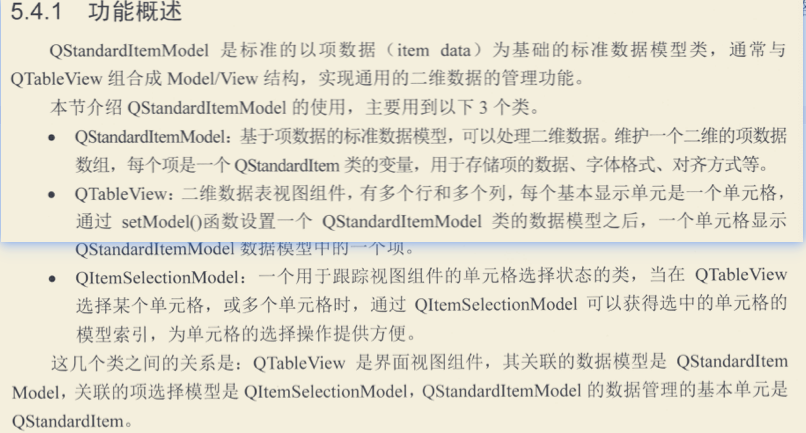 5.4.1 功能概述
QStandardItemModel 是标准的以项数据（item data）为基础的标准数据模型类，通常与
QTableView 组合成 Model/View 结构，实现通用的二维数据的管理功能。
本节介绍 QStandardItemModel 的使用，主要用到以下 3 个类。
• QStandardItemModel：基于项数据的标准数据模型，可以处理二维数据。维护一个二维的项数据
数组，每个项是一个 QStandardItem 类的变量，用于存储项的数据、字体格式、对齐方式等。
• QTableView：二维数据表视图组件，有多个行和多个列，每个基本显示单元是一个单元格，
通过 setModel()函数设置一个 QStandardItemModel 类的数据模型之后，一个单元格显示
QStandardItemModel 数据模型中的一个项。
• QItemSelectionModel：一个用于跟踪视图组件的单元格选择状态的类，当在 QTableView
选择某个单元格，或多个单元格时，通过 QItemSelectionModel 可以获得选中的单元格的
模型索引，为单元格的选择操作提供方便。
这几个类之间的关系是：QTableView 是界面视图组件，其关联的数据模型是 QStandardItem
Model，关联的项选择模型是 QItemSelectionModel，QStandardItemModel 的数据管理的基本单元是
QStandardItem。